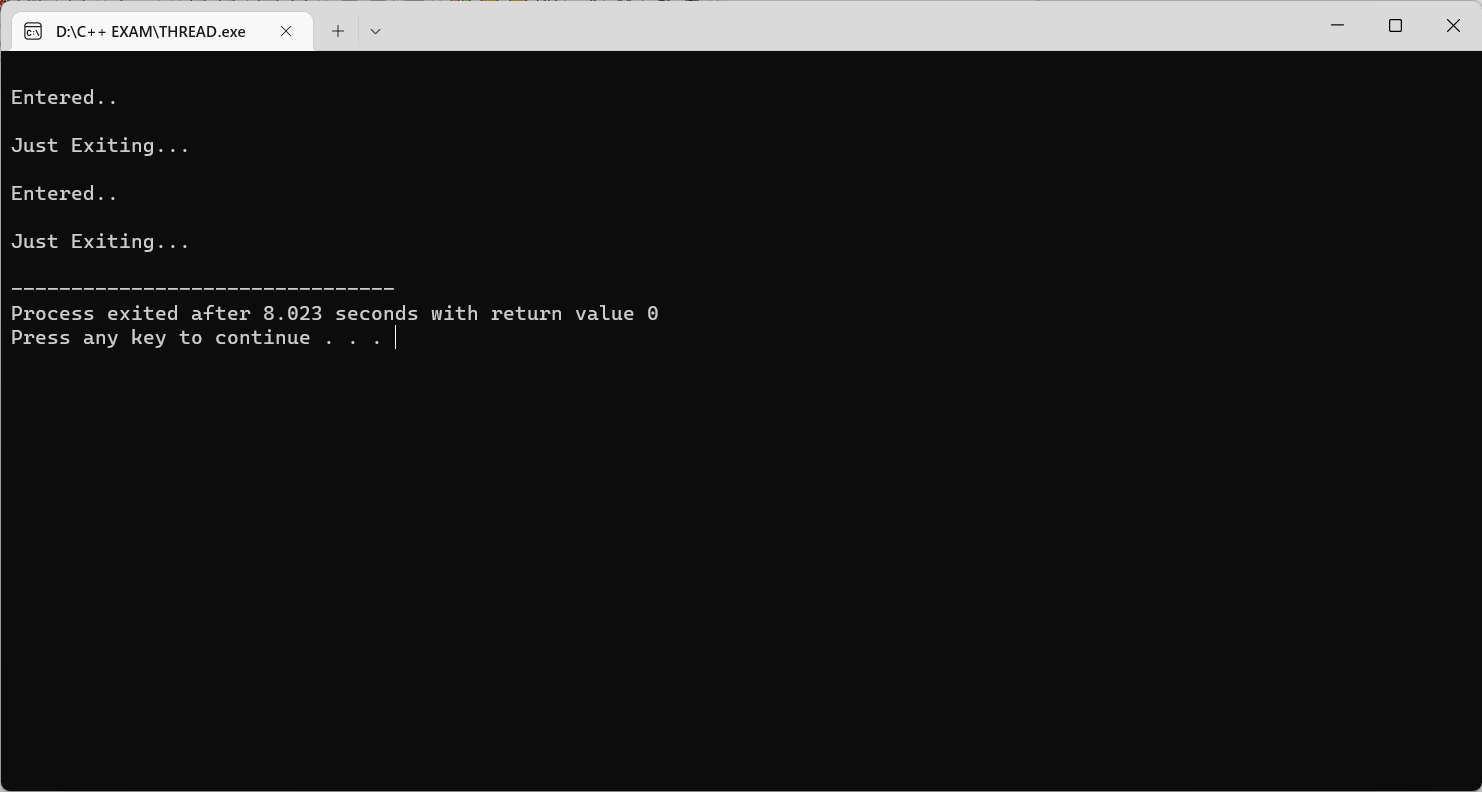 D:\C++ EXAM\THREAD.exe
Entered..
Just Exiting...
Entered..
Just Exiting...
--------------------------------
Process exited after 8.023 seconds with return value 0
Press any key to continue . . .